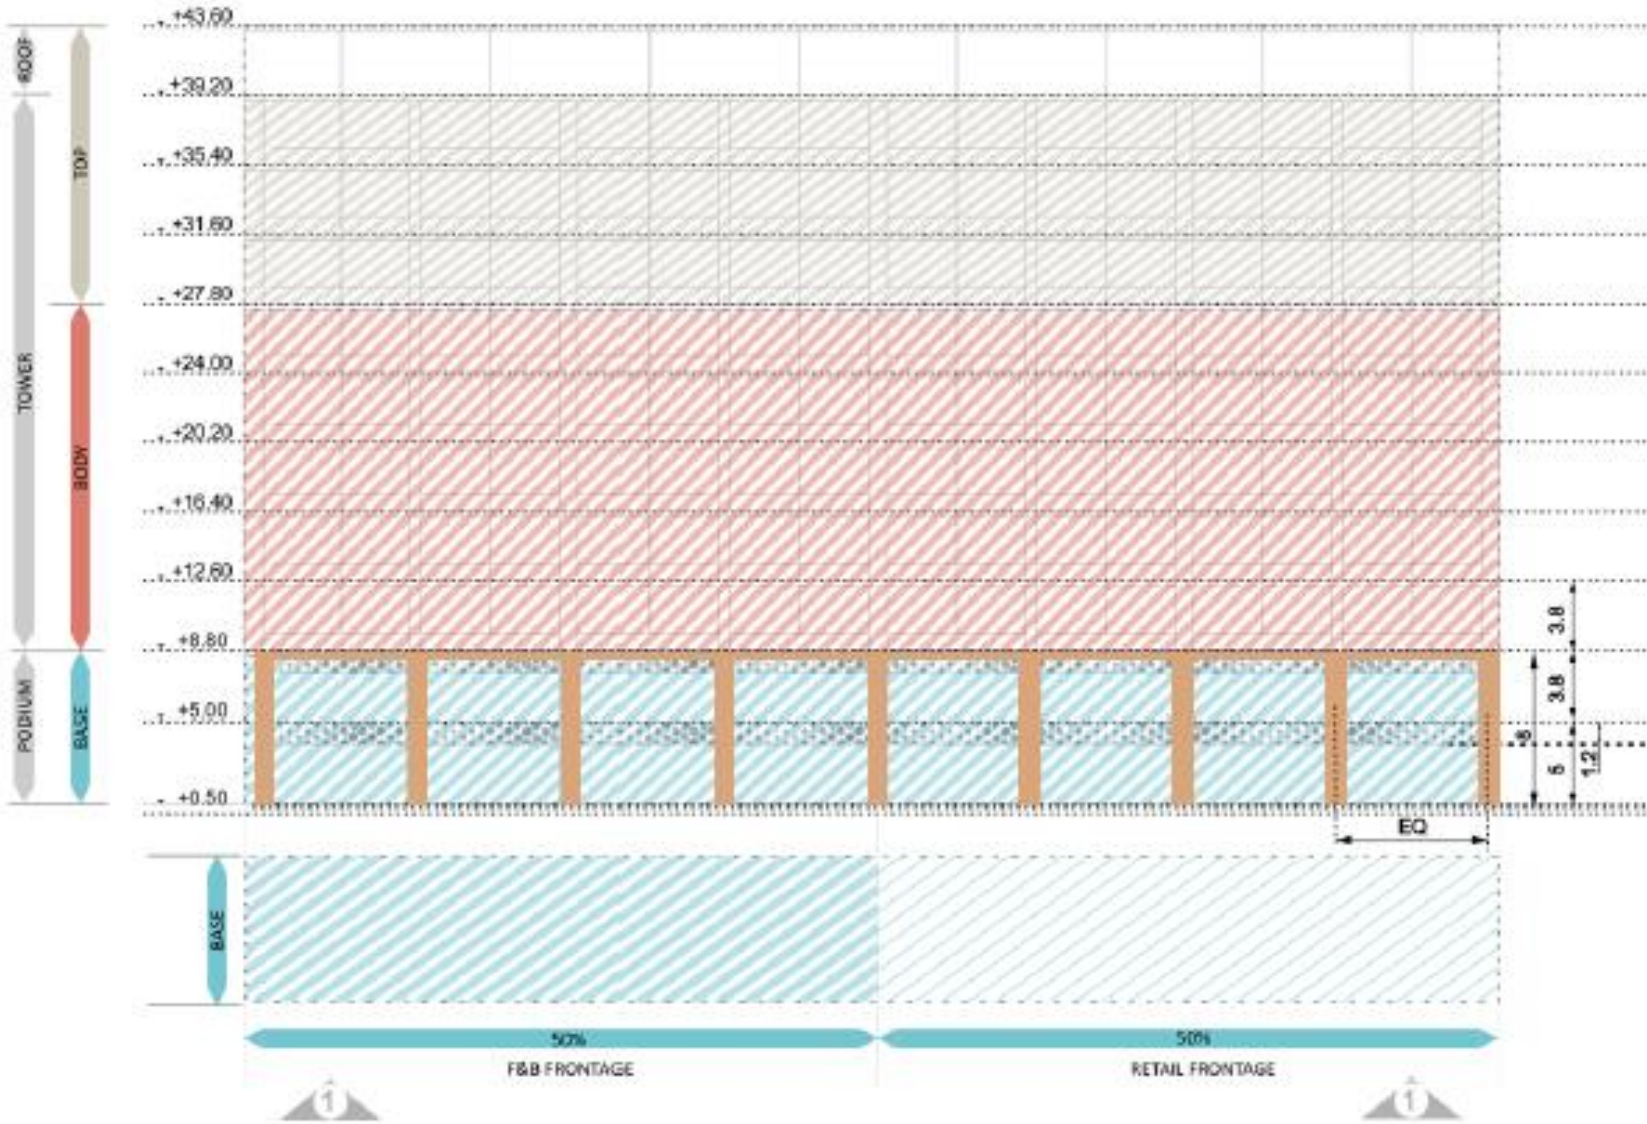 +43.60
ROOF
+39.20
TOP
+35.40
+31.60
+27.80
+24.00
TOWER
+20.20
BODY
+16.40
+12.60
3.8
+8.80
3.8
PODIUM
BASE
+5.00
8
5
1.2
+0.50
EQ
BASE
50%
50%
F&B FRONTAGE
RETAIL FRONTAGE
1
1